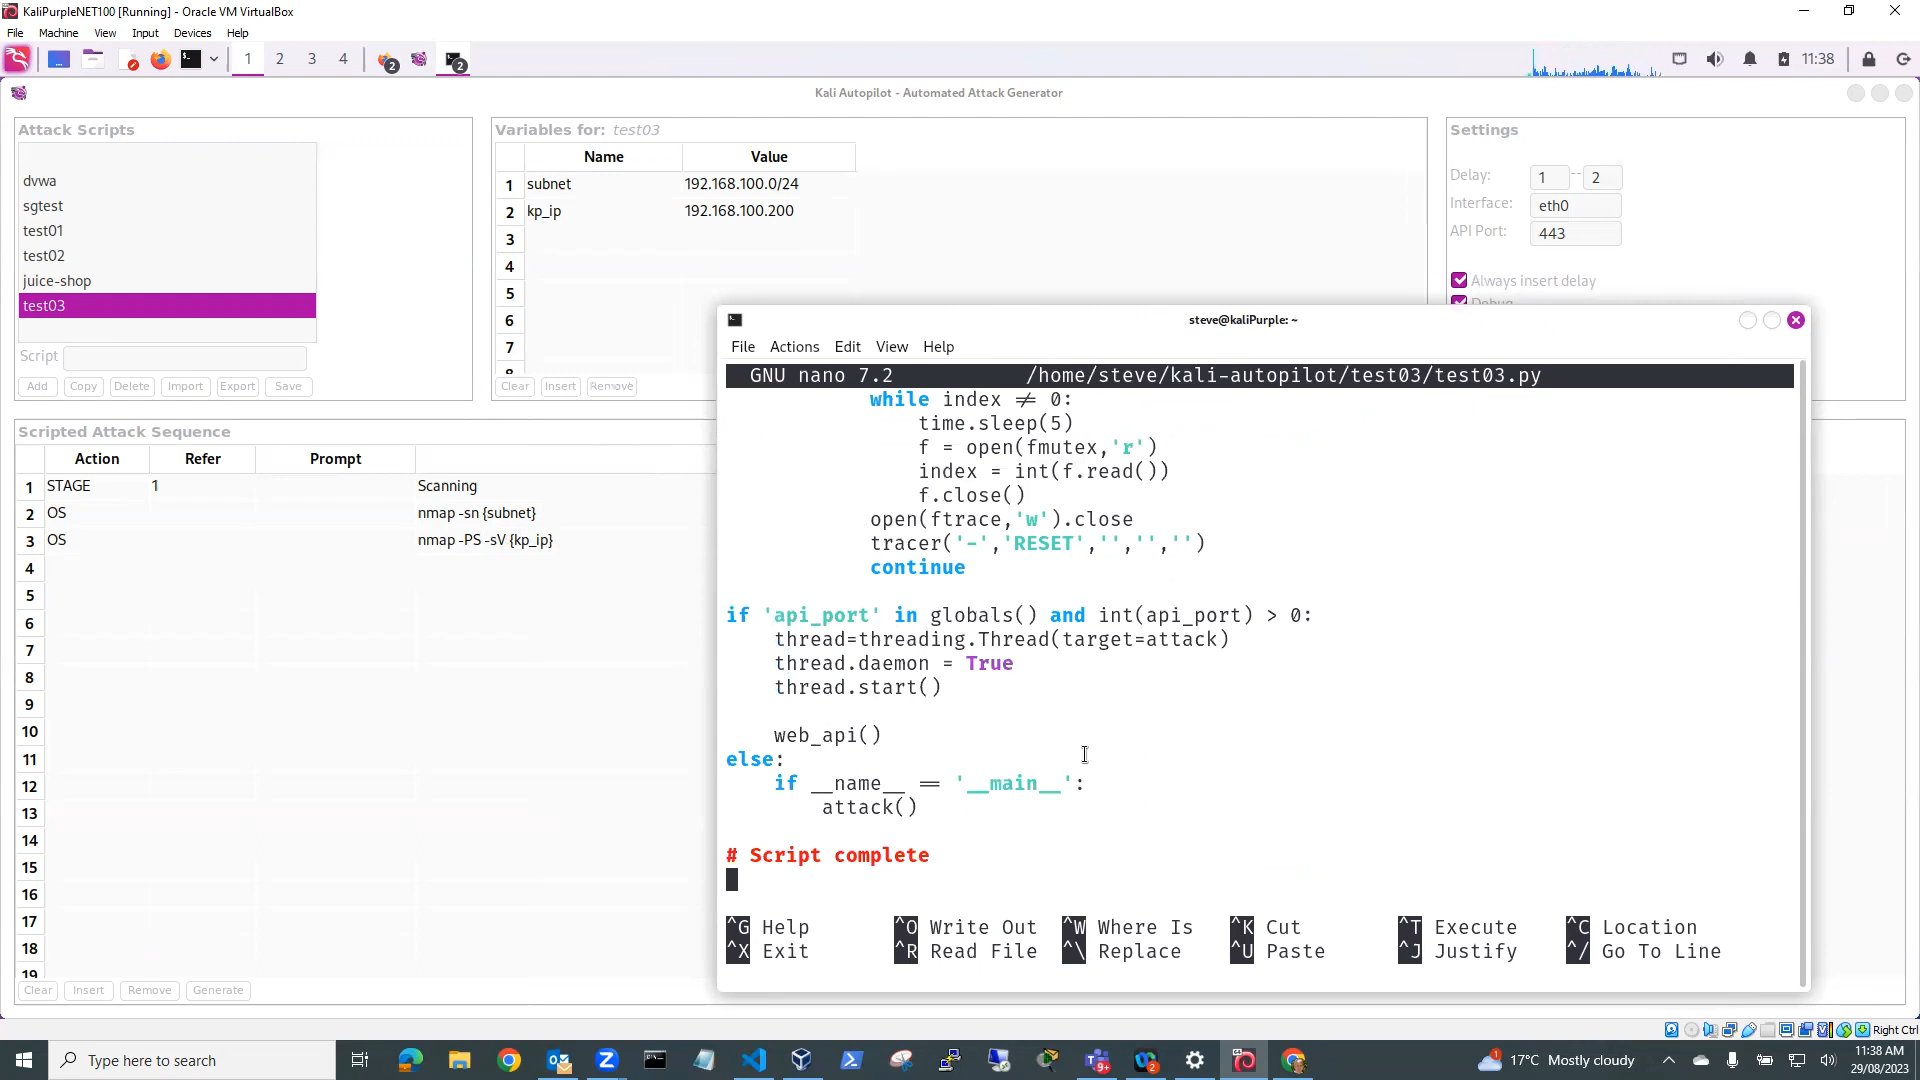 KaliPurpleNET100 [Running] - Oracle VM VirtualBox
File Machine View Input Devices Help
1 2 3 4 2 2 11:38
Kali Autopilot - Automated Attack Generator
Attack Scripts
dvwa
sgtest
test01
test02
juice-shop
test03
Script
Add Copy Delete Import Export Save
Variables for: test03
Name Value
1 subnet 192.168.100.0/24
2 kp_ip 192.168.100.200
3
4
5
6
7
8
Clear Insert Remove
Settings
Delay: 1 -- 2
Interface: eth0
API Port: 443
Always insert delay
Debug
Scripted Attack Sequence
Action Refer Prompt
1 STAGE 1 Scanning
2 OS nmap -sn {subnet}
3 OS nmap -PS -sV {kp_ip}
4
5
6
7
8
9
10
11
12
13
14
15
16
17
18
19
Clear Insert Remove Generate
steve@kaliPurple: ~
File Actions Edit View Help
GNU nano 7.2 /home/steve/kali-autopilot/test03/test03.py
while index ≠ 0:
time.sleep(5)
f = open(fmutex,'r')
index = int(f.read())
f.close()
open(ftrace,'w').close
tracer('-','RESET','','','')
continue
if 'api_port' in globals() and int(api_port) > 0:
thread=threading.Thread(target=attack)
thread.daemon = True
thread.start()
web_api()
else:
if __name__ == '__main__':
attack()
# Script complete
^G Help ^O Write Out ^W Where Is ^K Cut ^T Execute ^C Location
^X Exit ^R Read File ^\ Replace ^U Paste ^J Justify ^/ Go To Line
Right Ctrl
Type here to search
9+
2
1
17°C Mostly cloudy
11:38 AM
29/08/2023